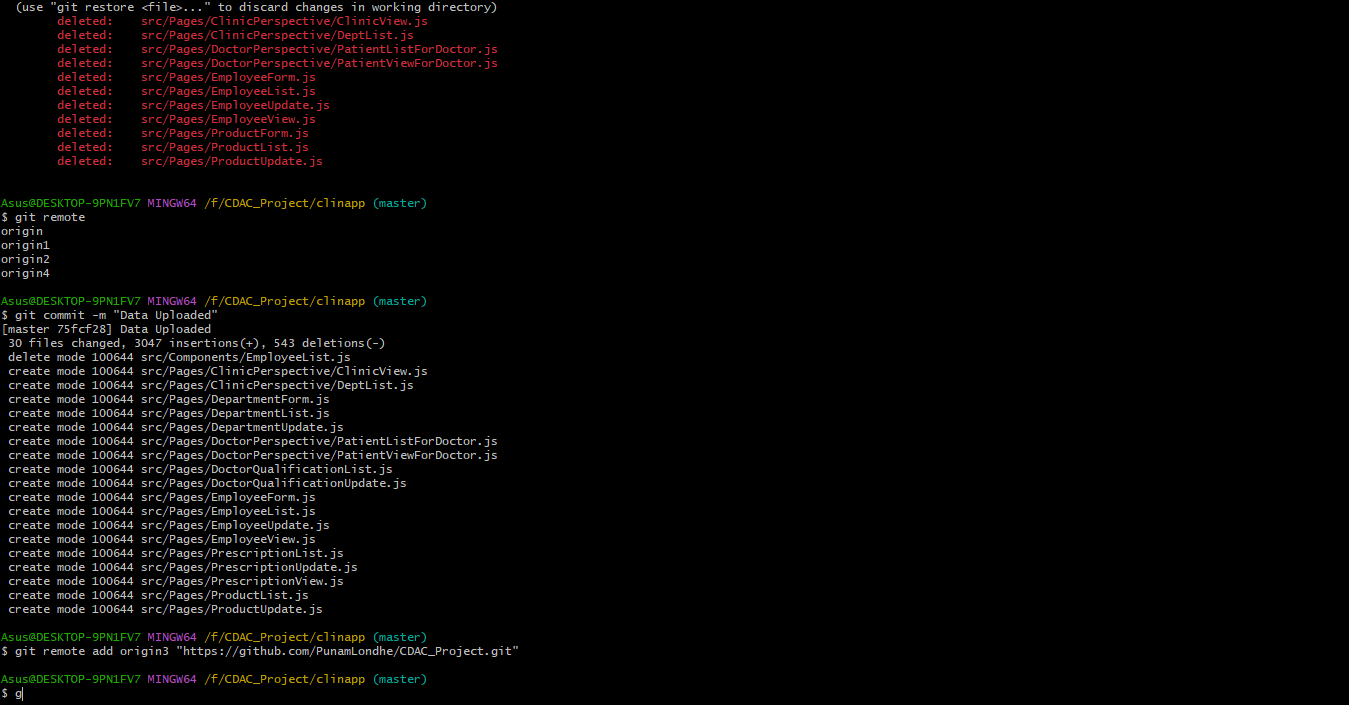 (use "git restore <file>..." to discard changes in working directory)
deleted: src/Pages/ClinicPerspective/ClinicView.js
deleted: src/Pages/ClinicPerspective/DeptList.js
deleted: src/Pages/DoctorPerspective/PatientListForDoctor.js
deleted: src/Pages/DoctorPerspective/PatientViewForDoctor.js
deleted: src/Pages/EmployeeForm.js
deleted: src/Pages/EmployeeList.js
deleted: src/Pages/EmployeeUpdate.js
deleted: src/Pages/EmployeeView.js
deleted: src/Pages/ProductForm.js
deleted: src/Pages/ProductList.js
deleted: src/Pages/ProductUpdate.js
Asus@DESKTOP-9PN1FV7 MINGW64 /f/CDAC_Project/clinapp (master)
$ git remote
origin
origin1
origin2
origin4
Asus@DESKTOP-9PN1FV7 MINGW64 /f/CDAC_Project/clinapp (master)
$ git commit -m "Data Uploaded"
[master 75fcf28] Data Uploaded
30 files changed, 3047 insertions(+), 543 deletions(-)
delete mode 100644 src/Components/EmployeeList.js
create mode 100644 src/Pages/ClinicPerspective/ClinicView.js
create mode 100644 src/Pages/ClinicPerspective/DeptList.js
create mode 100644 src/Pages/DepartmentForm.js
create mode 100644 src/Pages/DepartmentList.js
create mode 100644 src/Pages/DepartmentUpdate.js
create mode 100644 src/Pages/DoctorPerspective/PatientListForDoctor.js
create mode 100644 src/Pages/DoctorPerspective/PatientViewForDoctor.js
create mode 100644 src/Pages/DoctorQualificationList.js
create mode 100644 src/Pages/DoctorQualificationUpdate.js
create mode 100644 src/Pages/EmployeeForm.js
create mode 100644 src/Pages/EmployeeList.js
create mode 100644 src/Pages/EmployeeUpdate.js
create mode 100644 src/Pages/EmployeeView.js
create mode 100644 src/Pages/PrescriptionList.js
create mode 100644 src/Pages/PrescriptionUpdate.js
create mode 100644 src/Pages/PrescriptionView.js
create mode 100644 src/Pages/ProductList.js
create mode 100644 src/Pages/ProductUpdate.js
Asus@DESKTOP-9PN1FV7 MINGW64 /f/CDAC_Project/clinapp (master)
$ git remote add origin3 "https://github.com/PunamLondhe/CDAC_Project.git"
Asus@DESKTOP-9PN1FV7 MINGW64 /f/CDAC_Project/clinapp (master)
$ g